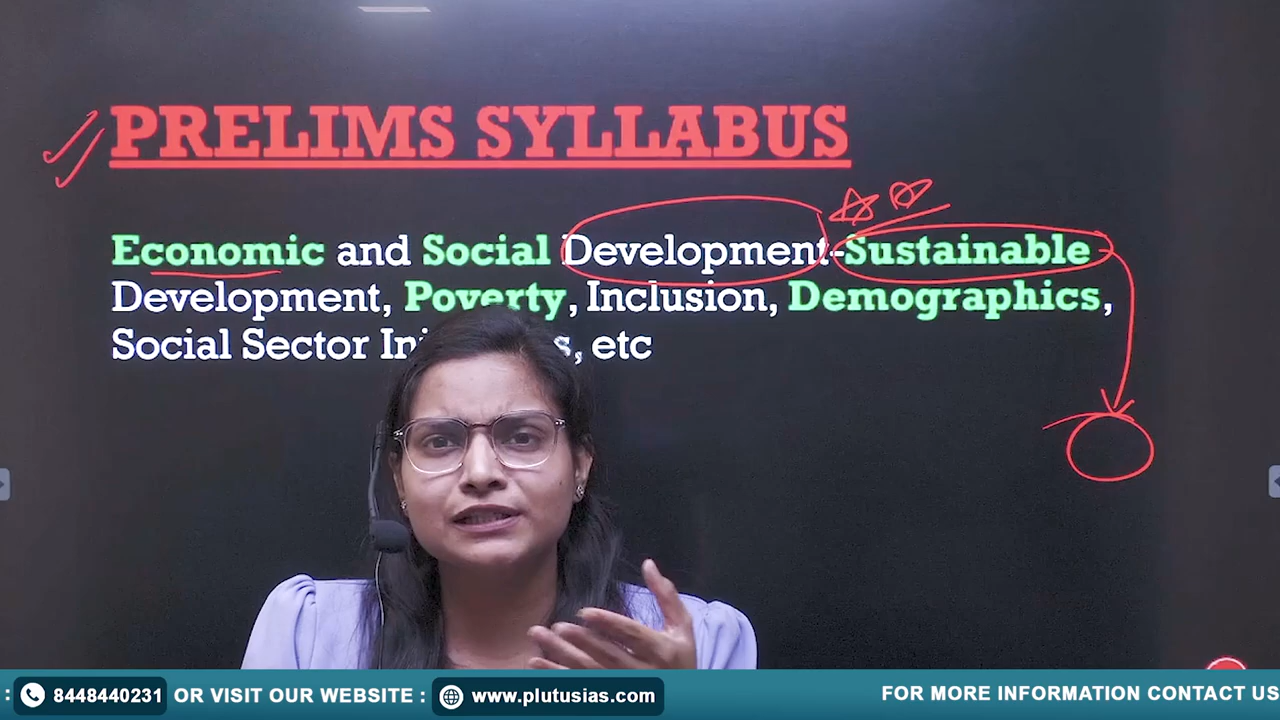 PRELIMS SYLLABUS
Economic and Social Development-Sustainable
Development, Poverty, Inclusion, Demographics,
Social Sector In s, etc
: 8448440231 OR VISIT OUR WEBSITE : www.plutusias.com FOR MORE INFORMATION CONTACT US